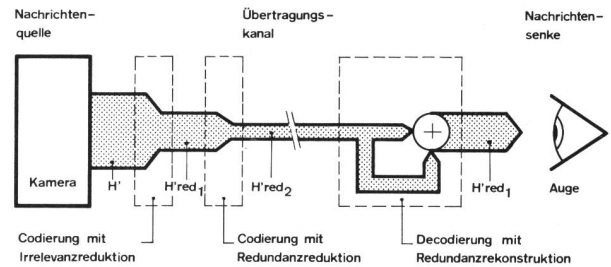 Nachrichten-
quelle
Übertragungs-
kanal
Nachrichten-
senke
Kamera
H'
H'red1
H'red2
+
H'red1
Auge
Codierung mit
Irrelevanzreduktion
Codierung mit
Redundanzreduktion
Decodierung mit
Redundanzrekonstruktion